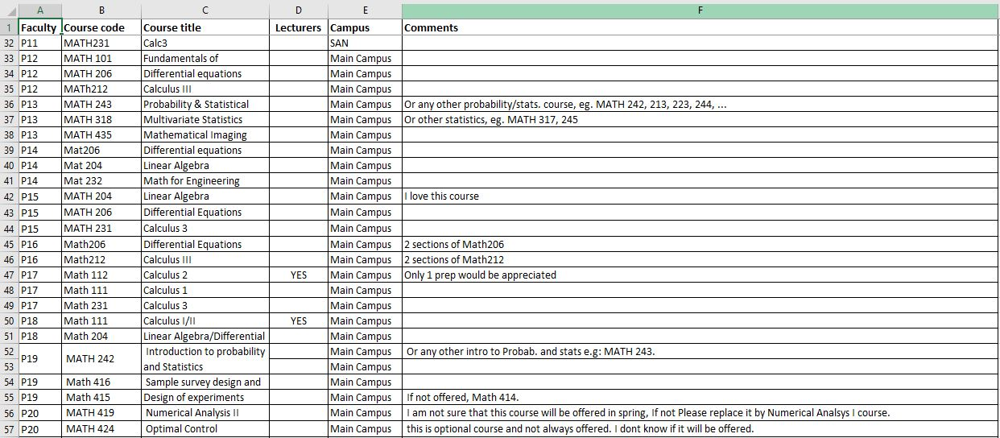 A B C D E F
1 Faculty Course code Course title Lecturers Campus Comments
32 P11 MATH231 Calc3 SAN
33 P12 MATH 101 Fundamentals of Main Campus
34 P12 MATH 206 Differential equations Main Campus
35 P12 MATh212 Calculus III Main Campus
36 P13 MATH 243 Probability & Statistical Main Campus Or any other probability/stats. course, eg. MATH 242, 213, 223, 244, ...
37 P13 MATH 318 Multivariate Statistics Main Campus Or other statistics, eg. MATH 317, 245
38 P13 MATH 435 Mathematical Imaging Main Campus
39 P14 Mat206 Differential equations Main Campus
40 P14 Mat 204 Linear Algebra Main Campus
41 P14 Mat 232 Math for Engineering Main Campus
42 P15 MATH 204 Linear Algebra Main Campus I love this course
43 P15 MATH 206 Differential Equations Main Campus
44 P15 MATH 231 Calculus 3 Main Campus
45 P16 Math206 Differential Equations Main Campus 2 sections of Math206
46 P16 Math212 Calculus III Main Campus 2 sections of Math212
47 P17 Math 112 Calculus 2 YES Main Campus Only 1 prep would be appreciated
48 P17 Math 111 Calculus 1 Main Campus
49 P17 Math 231 Calculus 3 Main Campus
50 P18 Math 111 Calculus I/II YES Main Campus
51 P18 Math 204 Linear Algebra/Differential Main Campus
52 P19 MATH 242 Introduction to probability Main Campus Or any other intro to Probab. and stats e.g: MATH 243.
53 and Statistics Main Campus
54 P19 Math 416 Sample survey design and Main Campus
55 P19 Math 415 Design of experiments Main Campus If not offered, Math 414.
56 P20 MATH 419 Numerical Analysis II Main Campus I am not sure that this course will be offered in spring, If not Please replace it by Numerical Analsys I course.
57 P20 MATH 424 Optimal Control Main Campus this is optional course and not always offered. I dont know if it will be offered.